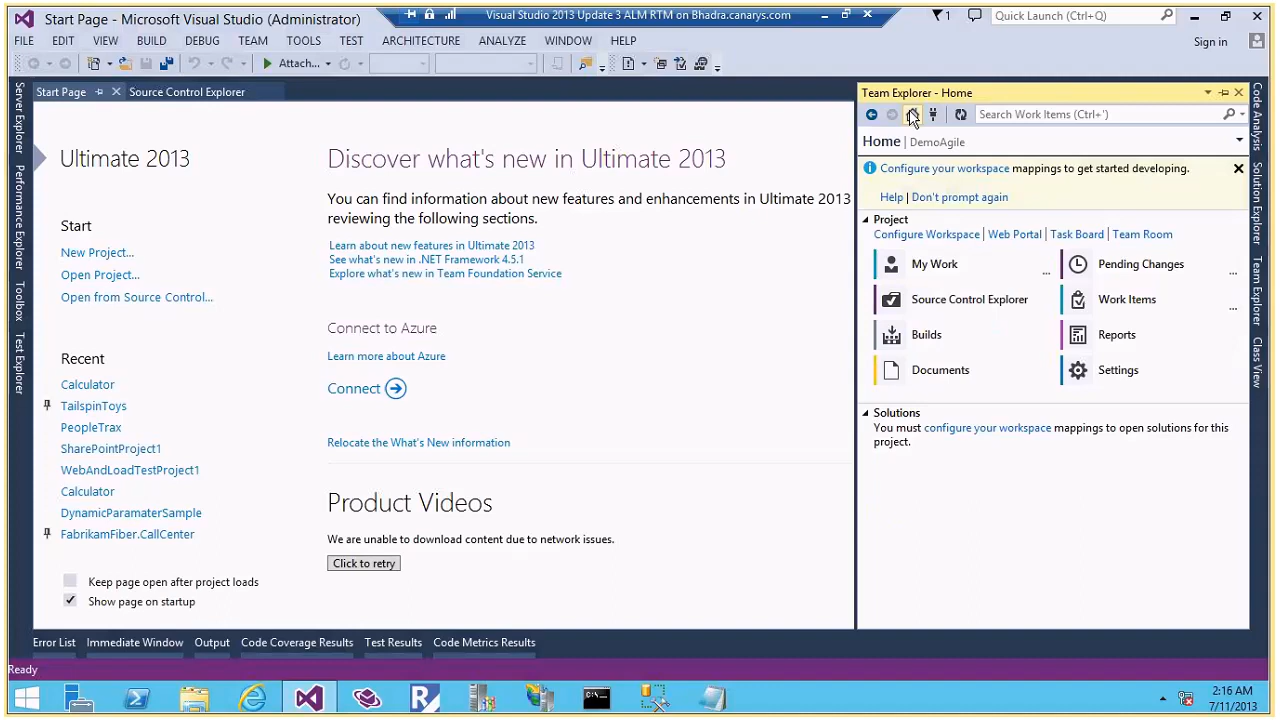 Start Page - Microsoft Visual Studio (Administrator)
Visual Studio 2013 Update 3 ALM RTM on Bhadra.canarys.com
1
Quick Launch (Ctrl+Q)
FILE EDIT VIEW BUILD DEBUG TEAM TOOLS TEST ARCHITECTURE ANALYZE WINDOW HELP
Sign in
Attach...
Server Explorer
Performance Explorer
Toolbox
Test Explorer
Start Page
Source Control Explorer
Ultimate 2013
Start
New Project...
Open Project...
Open from Source Control...
Recent
Calculator
TailspinToys
PeopleTrax
SharePointProject1
WebAndLoadTestProject1
Calculator
DynamicParamaterSample
FabrikamFiber.CallCenter
Keep page open after project loads
Show page on startup
Discover what's new in Ultimate 2013
You can find information about new features and enhancements in Ultimate 2013
reviewing the following sections.
Learn about new features in Ultimate 2013
See what's new in .NET Framework 4.5.1
Explore what's new in Team Foundation Service
Connect to Azure
Learn more about Azure
Connect
Relocate the What's New information
Product Videos
We are unable to download content due to network issues.
Click to retry
Team Explorer - Home
Search Work Items (Ctrl+')
Home | DemoAgile
Configure your workspace mappings to get started developing.
Help | Don't prompt again
Project
Configure Workspace | Web Portal | Task Board | Team Room
My Work ...
Pending Changes ...
Source Control Explorer
Work Items ...
Builds
Reports
Documents
Settings
Solutions
You must configure your workspace mappings to open solutions for this
project.
Code Analysis
Solution Explorer
Team Explorer
Class View
Error List Immediate Window Output Code Coverage Results Test Results Code Metrics Results
Ready
2:16 AM
7/11/2013